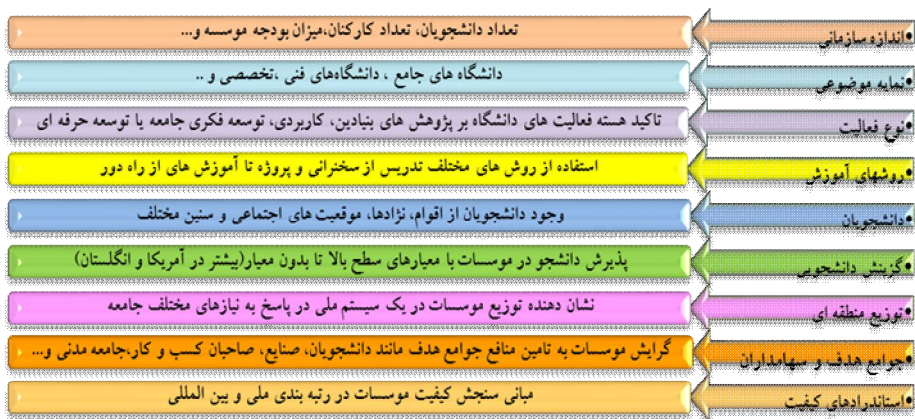 •اندازه سازمانی
تعداد دانشجویان، تعداد کارکنان،میزان بودجه موسسه و...
•نمایه موضوعی
دانشگاه های جامع ، دانشگاه‌های فنی ،تخصصی و ..
•نوع فعالیت
تاکید هسته فعالیت های دانشگاه بر پژوهش های بنیادین، کاربردی، توسعه فکری جامعه یا توسعه حرفه ای
•روشهای آموزش
استفاده از روش های مختلف تدریس از سخنرانی و پروژه تا آموزش های از راه دور
•دانشجویان
وجود دانشجویان از اقوام، نژادها، موقعیت های اجتماعی و سنین مختلف
•گزینش دانشجویی
پذیرش دانشجو در موسسات با معیارهای سطح بالا تا بدون معیار(بیشتر در آمریکا و انگلستان)
•توزیع منطقه ای
نشان دهنده توزیع موسسات در یک سیستم ملی در پاسخ به نیازهای مختلف جامعه
•جوامع هدف و سهامداران
گرایش موسسات به تامین منافع جوامع هدف مانند دانشجویان، صنایع، صاحبان کسب و کار،جامعه مدنی و...
•استاندرادهای کیفیت
مبانی سنجش کیفیت موسسات در رتبه بندی ملی و بین المللی